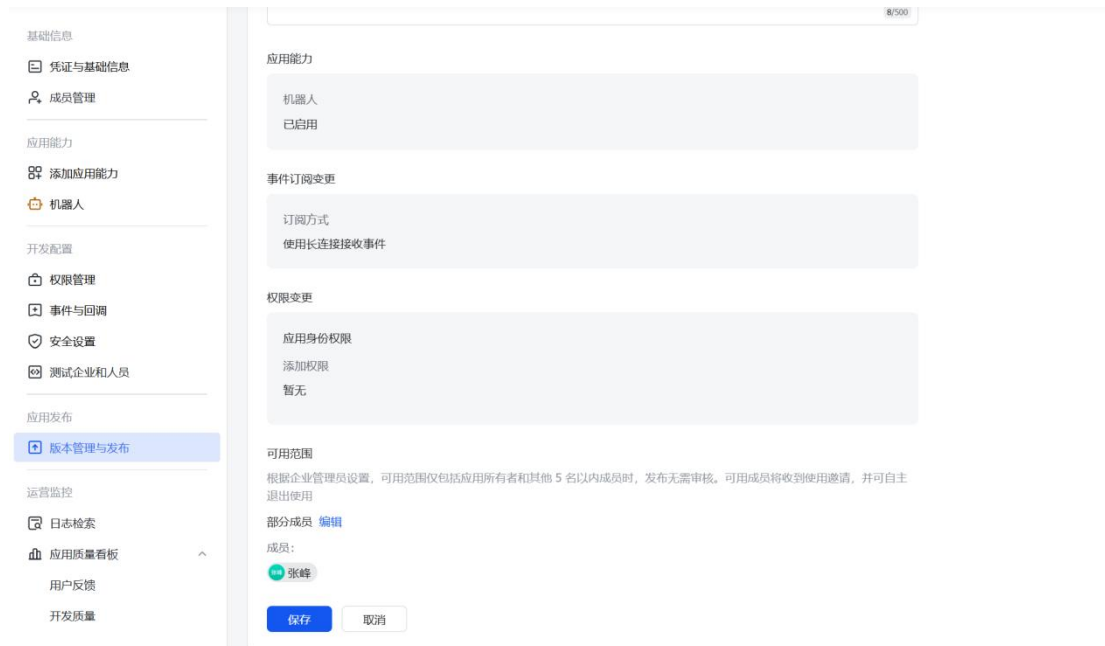 基础信息
凭证与基础信息
成员管理
应用能力
添加应用能力
机器人
开发配置
权限管理
事件与回调
安全设置
测试企业和人员
应用发布
版本管理与发布
运营监控
日志检索
应用质量看板
用户反馈
开发质量
8/500
应用能力
机器人
已启用
事件订阅变更
订阅方式
使用长连接接收事件
权限变更
应用身份权限
添加权限
暂无
可用范围
根据企业管理员设置，可用范围仅包括应用所有者和其他 5 名以内成员时，发布无需审核。可用成员将收到使用邀请，并可自主
退出使用
部分成员 编辑
成员：
张峰
保存 取消